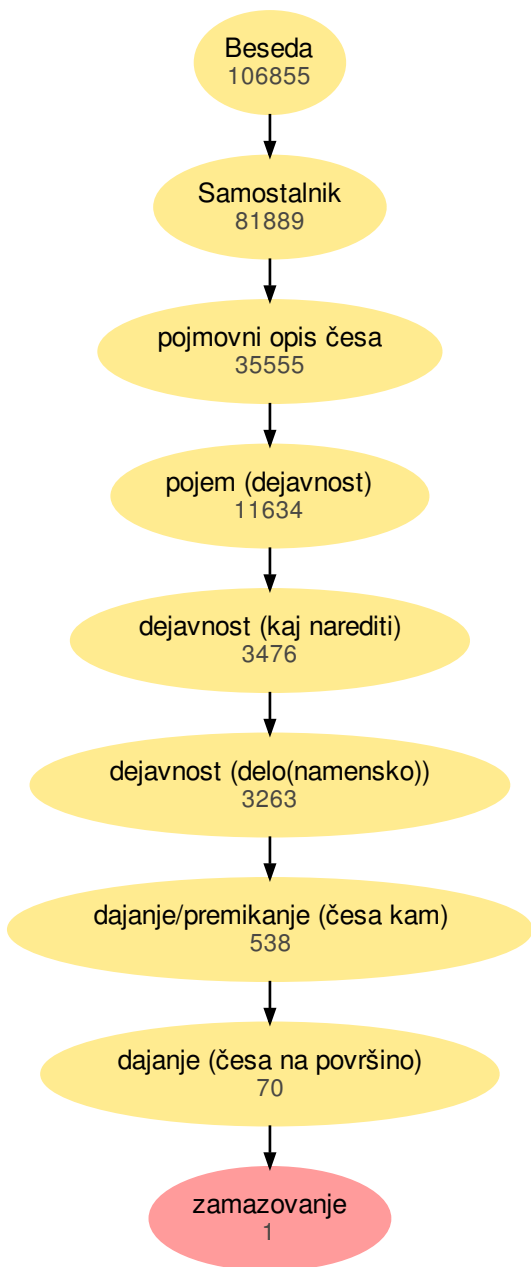 Beseda
106855
Samostalnik
81889
pojmovni opis česa
35555
pojem (dejavnost)
11634
dejavnost (kaj narediti)
3476
dejavnost (delo(namensko))
3263
dajanje/premikanje (česa kam)
538
dajanje (česa na površino)
70
zamazovanje
1